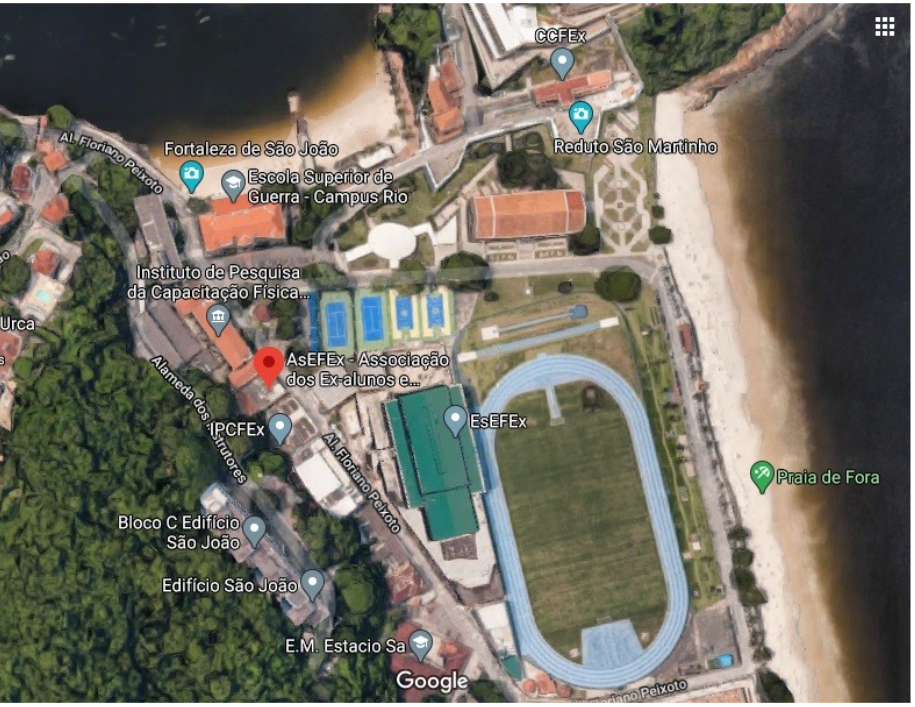 CCFEx
Al. Floriano Peixoto
Fortaleza de São João
Reduto São Martinho
Escola Superior de
Guerra - Campus Rio
Instituto de Pesquisa
da Capacitação Física...
Urca
AsEFEx - Associação
dos Ex-alunos e...
Alameda dos Instrutores
IPCFEx
EsEFEx
Al. Floriano Peixoto
Praia de Fora
Bloco C Edifício
São João
Edifício São João
E.M. Estacio Sa
Google
loriano Peixoto